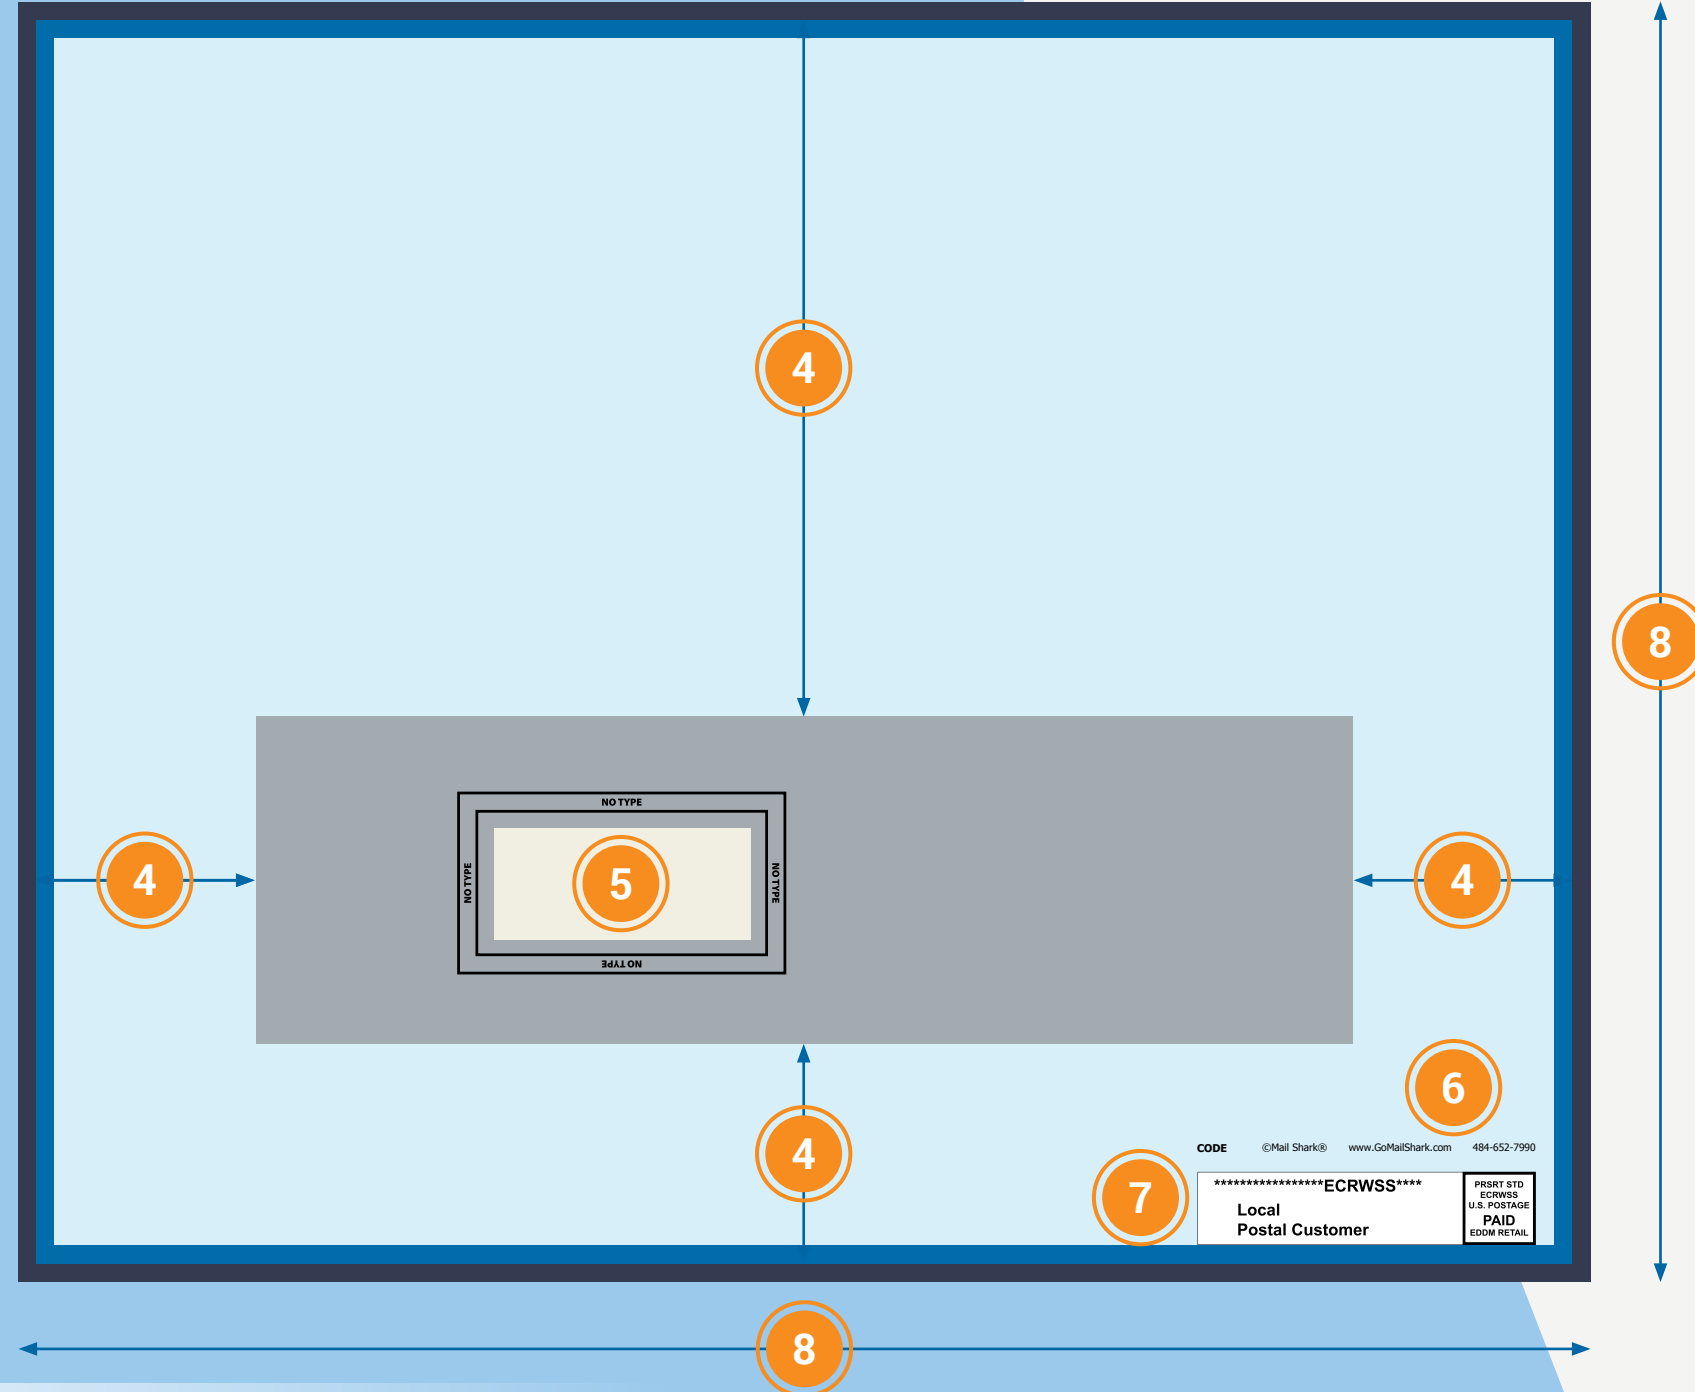 4
8
NO TYPE
NO TYPE
5
NO TYPE
NO TYPE
4
4
6
4
CODE ©Mail Shark® www.GoMailShark.com 484-652-7990
7
*****************ECRWSS****
Local
Postal Customer
PRSRT STD
ECRWSS
U.S. POSTAGE
PAID
EDDM RETAIL
8